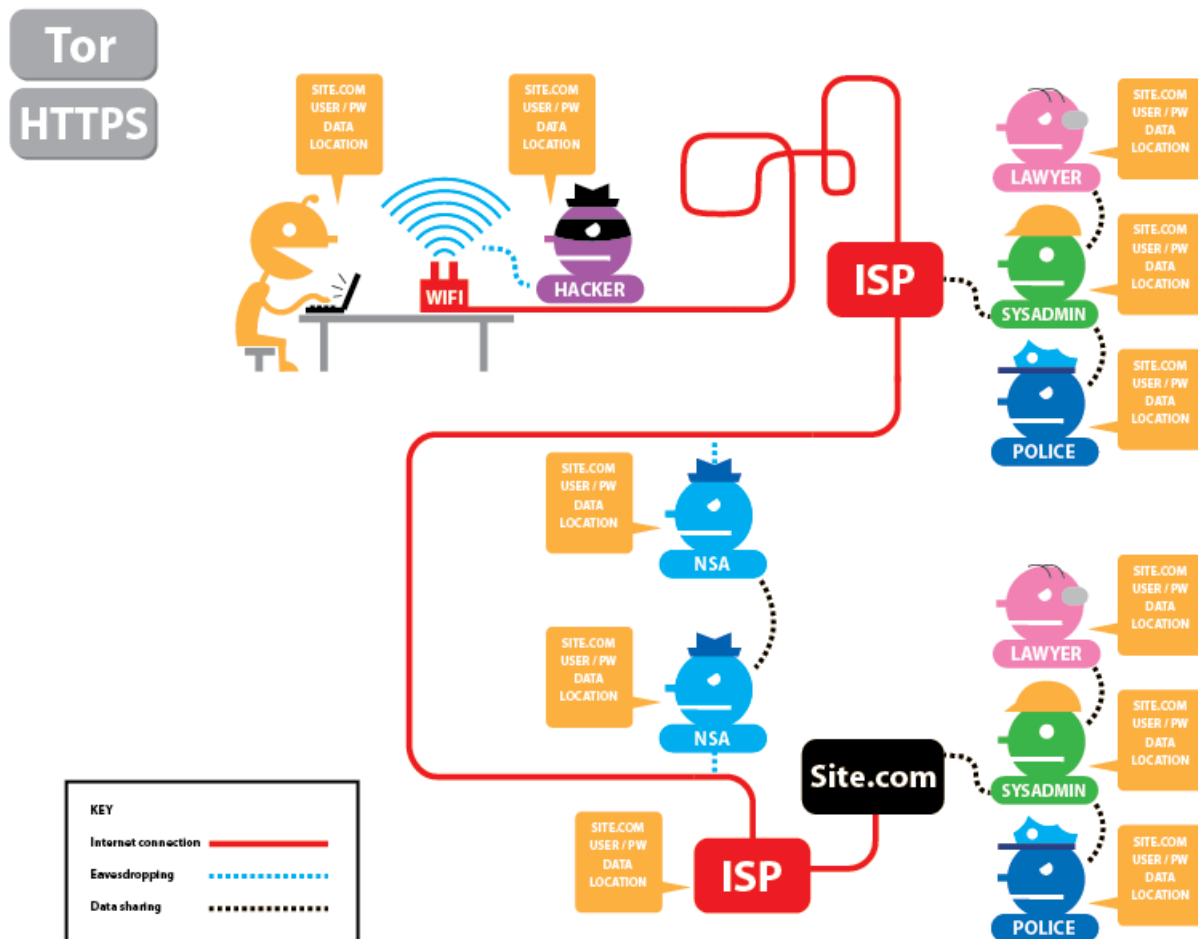 Tor
HTTPS
SITE.COM
USER / PW
DATA
LOCATION
SITE.COM
USER / PW
DATA
LOCATION
WIFI
HACKER
ISP
SITE.COM
USER / PW
DATA
LOCATION
LAWYER
SITE.COM
USER / PW
DATA
LOCATION
SYSADMIN
SITE.COM
USER / PW
DATA
LOCATION
POLICE
SITE.COM
USER / PW
DATA
LOCATION
NSA
SITE.COM
USER / PW
DATA
LOCATION
NSA
SITE.COM
USER / PW
DATA
LOCATION
ISP
Site.com
SITE.COM
USER / PW
DATA
LOCATION
LAWYER
SITE.COM
USER / PW
DATA
LOCATION
SYSADMIN
SITE.COM
USER / PW
DATA
LOCATION
POLICE
KEY
Internet connection
Eavesdropping
Data sharing